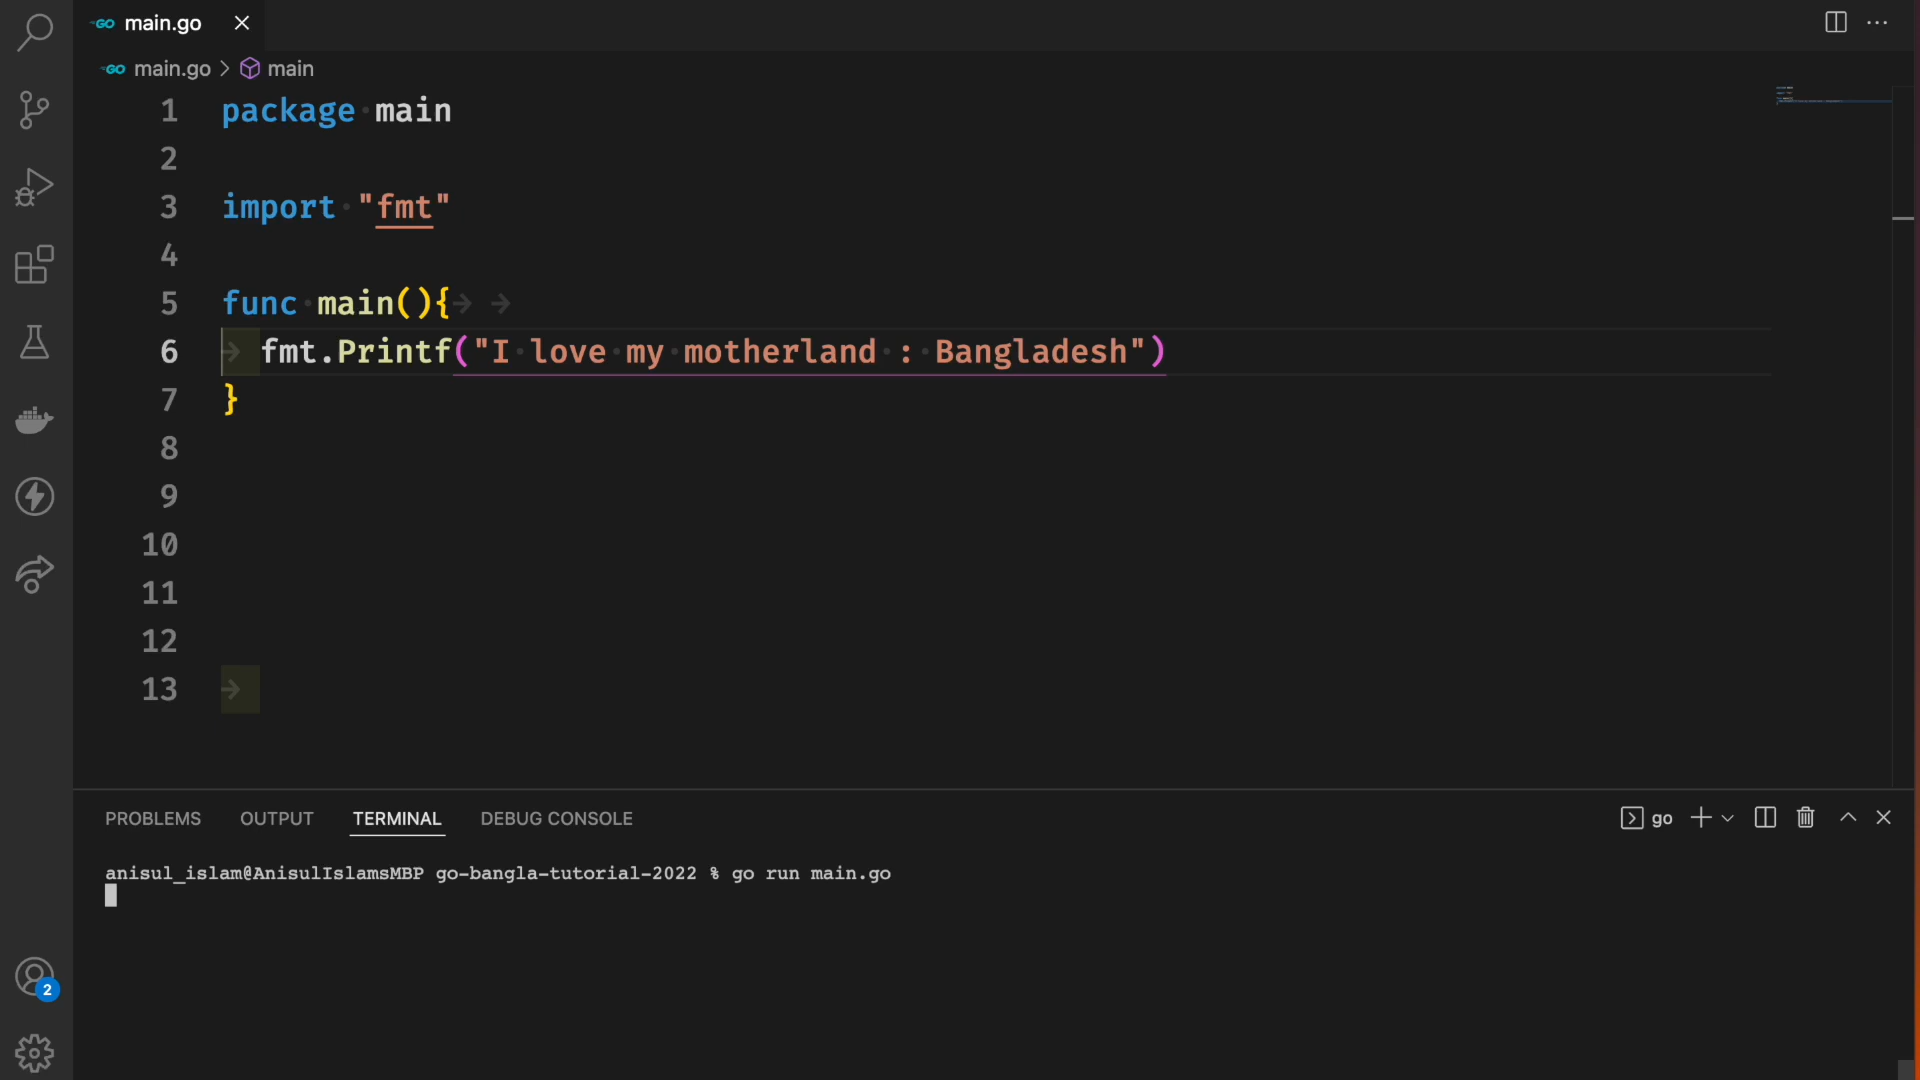 GO main.go
GO main.go > main
1 package main
2
3 import "fmt"
4
5 func main(){
6 fmt.Printf("I love my motherland : Bangladesh")
7 }
8
9
10
11
12
13
PROBLEMS OUTPUT TERMINAL DEBUG CONSOLE go
anisul_islam@AnisulIslamsMBP go-bangla-tutorial-2022 % go run main.go
2